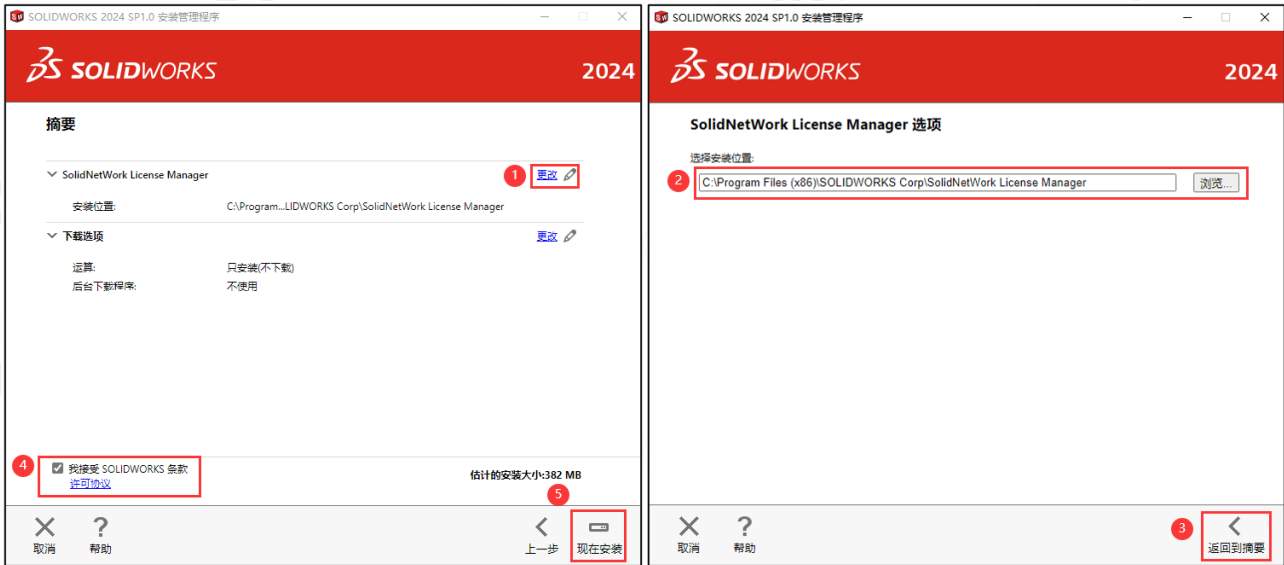 SOLIDWORKS 2024 SP1.0 安装管理程序
3S SOLIDWORKS
2024
摘要
SolidNetWork License Manager
1
更改
安装位置:
C:\Program...LIDWORKS Corp\SolidNetWork License Manager
下载选项
更改
运算:
只安装(不下载)
后台下载程序:
不使用
4
我接受 SOLIDWORKS 条款
许可协议
估计的安装大小:382 MB
5
取消
帮助
上一步
现在安装
SOLIDWORKS 2024 SP1.0 安装管理程序
3S SOLIDWORKS
2024
SolidNetWork License Manager 选项
选择安装位置:
2
C:\Program Files (x86)\SOLIDWORKS Corp\SolidNetWork License Manager
浏览...
取消
帮助
3
返回到摘要